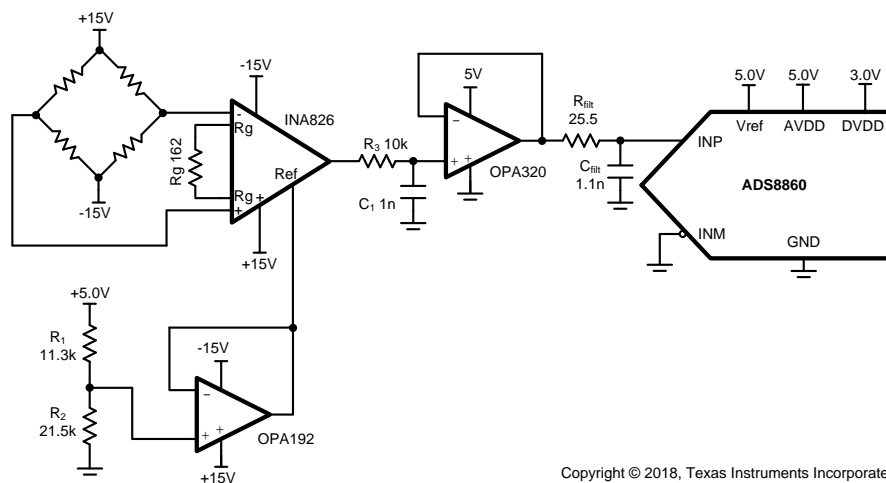 +15V
-15V
-
INA826
Rg
Rg 162
Rg
Ref
+
+
-15V
+15V
R3 10k
C1 1n
5V
−
+
+
OPA320
Rfilt
25.5
Cfilt
1.1n
5.0V
5.0V
3.0V
Vref
AVDD
DVDD
INP
ADS8860
INM
GND
+5.0V
R1
11.3k
R2
21.5k
-15V
−
+
+
OPA192
+15V
Copyright © 2018, Texas Instruments Incorporate